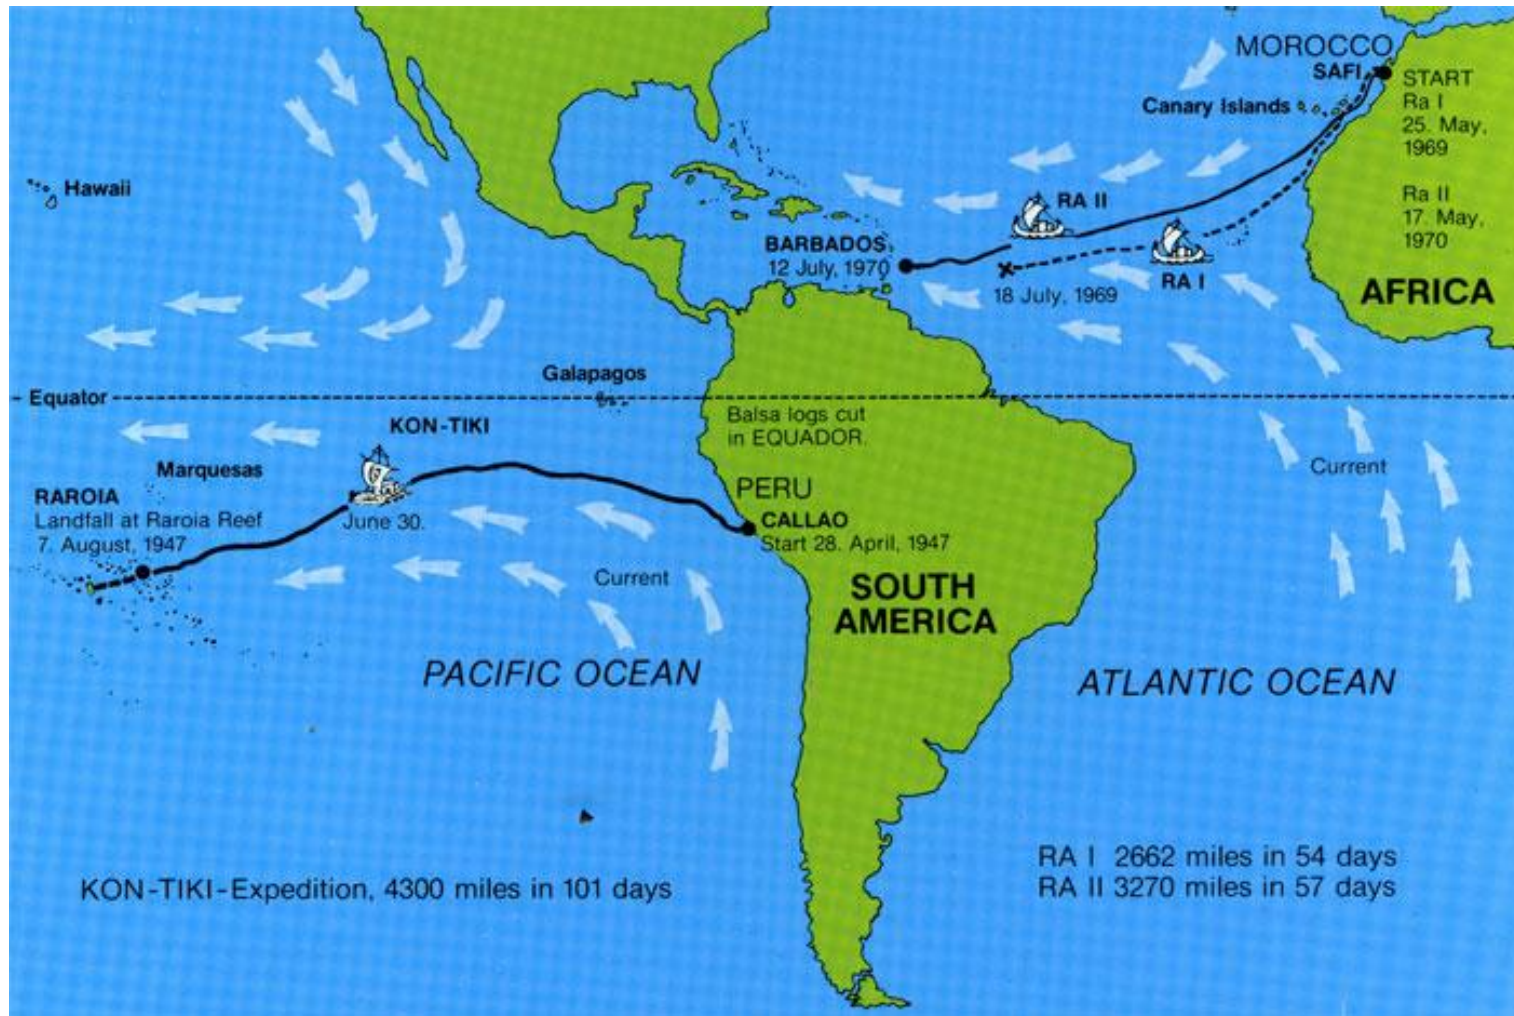 MOROCCO
SAFI
START
Ra I
25. May,
1969
Ra II
17. May,
1970
Canary Islands
Hawaii
RA II
BARBADOS
12 July, 1970
18 July, 1969
RA I
AFRICA
Galapagos
Equator
Balsa logs cut
in EQUADOR.
KON-TIKI
Marquesas
RAROIA
Landfall at Raroia Reef
7. August, 1947
June 30.
PERU
CALLAO
Start 28. April, 1947
Current
Current
SOUTH
AMERICA
PACIFIC OCEAN
ATLANTIC OCEAN
RA I 2662 miles in 54 days
RA II 3270 miles in 57 days
KON-TIKI-Expedition, 4300 miles in 101 days